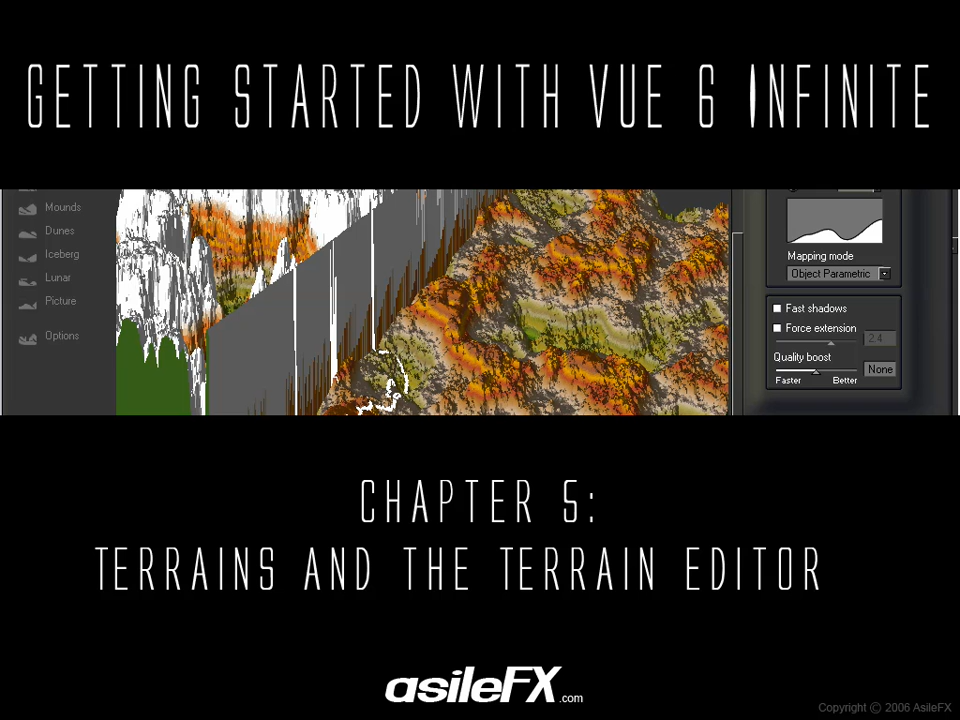 GETTING STARTED WITH VUE 6 INFINITE
Mounds
Dunes
Iceberg
Lunar
Picture
Options
Mapping mode
Object Parametric
Fast shadows
Force extension
2.4
Quality boost
None
Faster Better
CHAPTER 5:
TERRAINS AND THE TERRAIN EDITOR
asileFX.com
Copyright © 2006 AsileFX